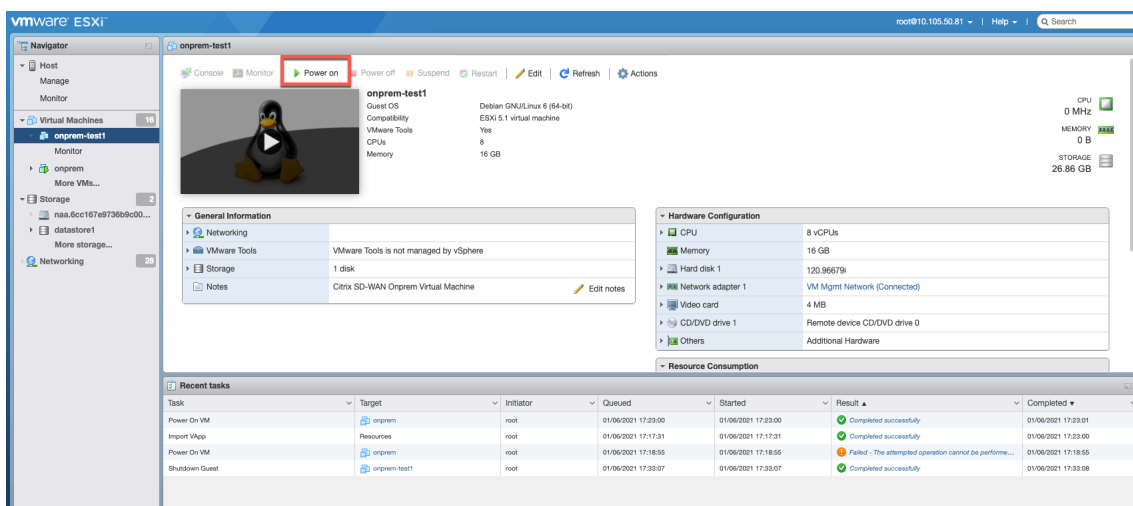 vmware ESXi
root@10.105.50.81 | Help | Search
Navigator
Host
Manage
Monitor
Virtual Machines 16
onprem-test1
Monitor
onprem
More VMs...
Storage 2
naa.6cc167e9736b9c00...
datastore1
More storage...
Networking 28
onprem-test1
Console Monitor Power on Power off Suspend Restart Edit Refresh Actions
onprem-test1
Guest OS Debian GNU/Linux 6 (64-bit)
Compatibility ESXi 5.1 virtual machine
VMware Tools Yes
CPUs 8
Memory 16 GB
CPU
0 MHz
MEMORY
0 B
STORAGE
26.86 GB
General Information
Networking
VMware Tools VMware Tools is not managed by vSphere
Storage 1 disk
Notes Citrix SD-WAN Onprem Virtual Machine Edit notes
Hardware Configuration
CPU 8 vCPUs
Memory 16 GB
Hard disk 1 120.96679
Network adapter 1 VM Mgmt Network (Connected)
Video card 4 MB
CD/DVD drive 1 Remote device CD/DVD drive 0
Others Additional Hardware
Resource Consumption
Recent tasks
Task Target Initiator Queued Started Result Completed
Power On VM onprem root 01/06/2021 17:23:00 01/06/2021 17:23:00 Completed successfully 01/06/2021 17:23:01
Import VApp Resources root 01/06/2021 17:17:31 01/06/2021 17:17:31 Completed successfully 01/06/2021 17:23:00
Power On VM onprem root 01/06/2021 17:18:55 01/06/2021 17:18:55 Failed - The attempted operation cannot be performe... 01/06/2021 17:18:55
Shutdown Guest onprem-test1 root 01/06/2021 17:33:07 01/06/2021 17:33:07 Completed successfully 01/06/2021 17:33:08